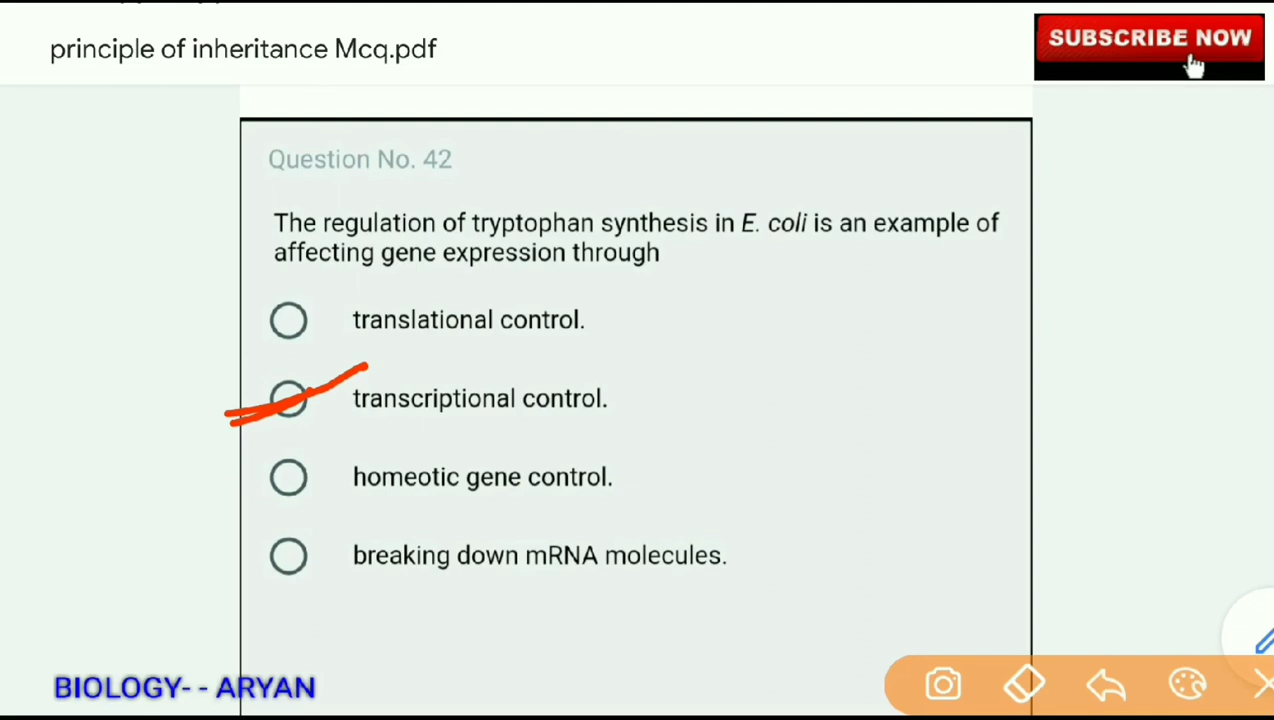 principle of inheritance Mcq.pdf
SUBSCRIBE NOW
Question No. 42
The regulation of tryptophan synthesis in E. coli is an example of
affecting gene expression through
translational control.
transcriptional control.
homeotic gene control.
breaking down mRNA molecules.
BIOLOGY- - ARYAN